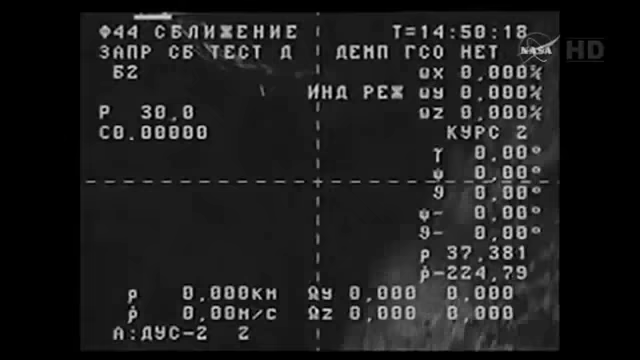 Ф44 СБЛИЖЕНИЕ T=14:50:18
ЗАПР СБ ТЕСТ Д ДЕМП ГСО НЕТ
Б2 ωx 0,000%
ИНД РЕЖ ωy 0,000%
P 30,0 ωz 0,000%
C0.00000 КУРС 2
γ 0,00°
ψ 0,00°
ϑ 0,00°
ψ- 0,00°
ϑ- 0,00°
ρ 37,381
ρ̇-224,79
ρ 0,000км Ωy 0,000 0,000
ρ̇ 0,00м/с Ωz 0,000 0,000
А:ДУС-2 2
NASA HD